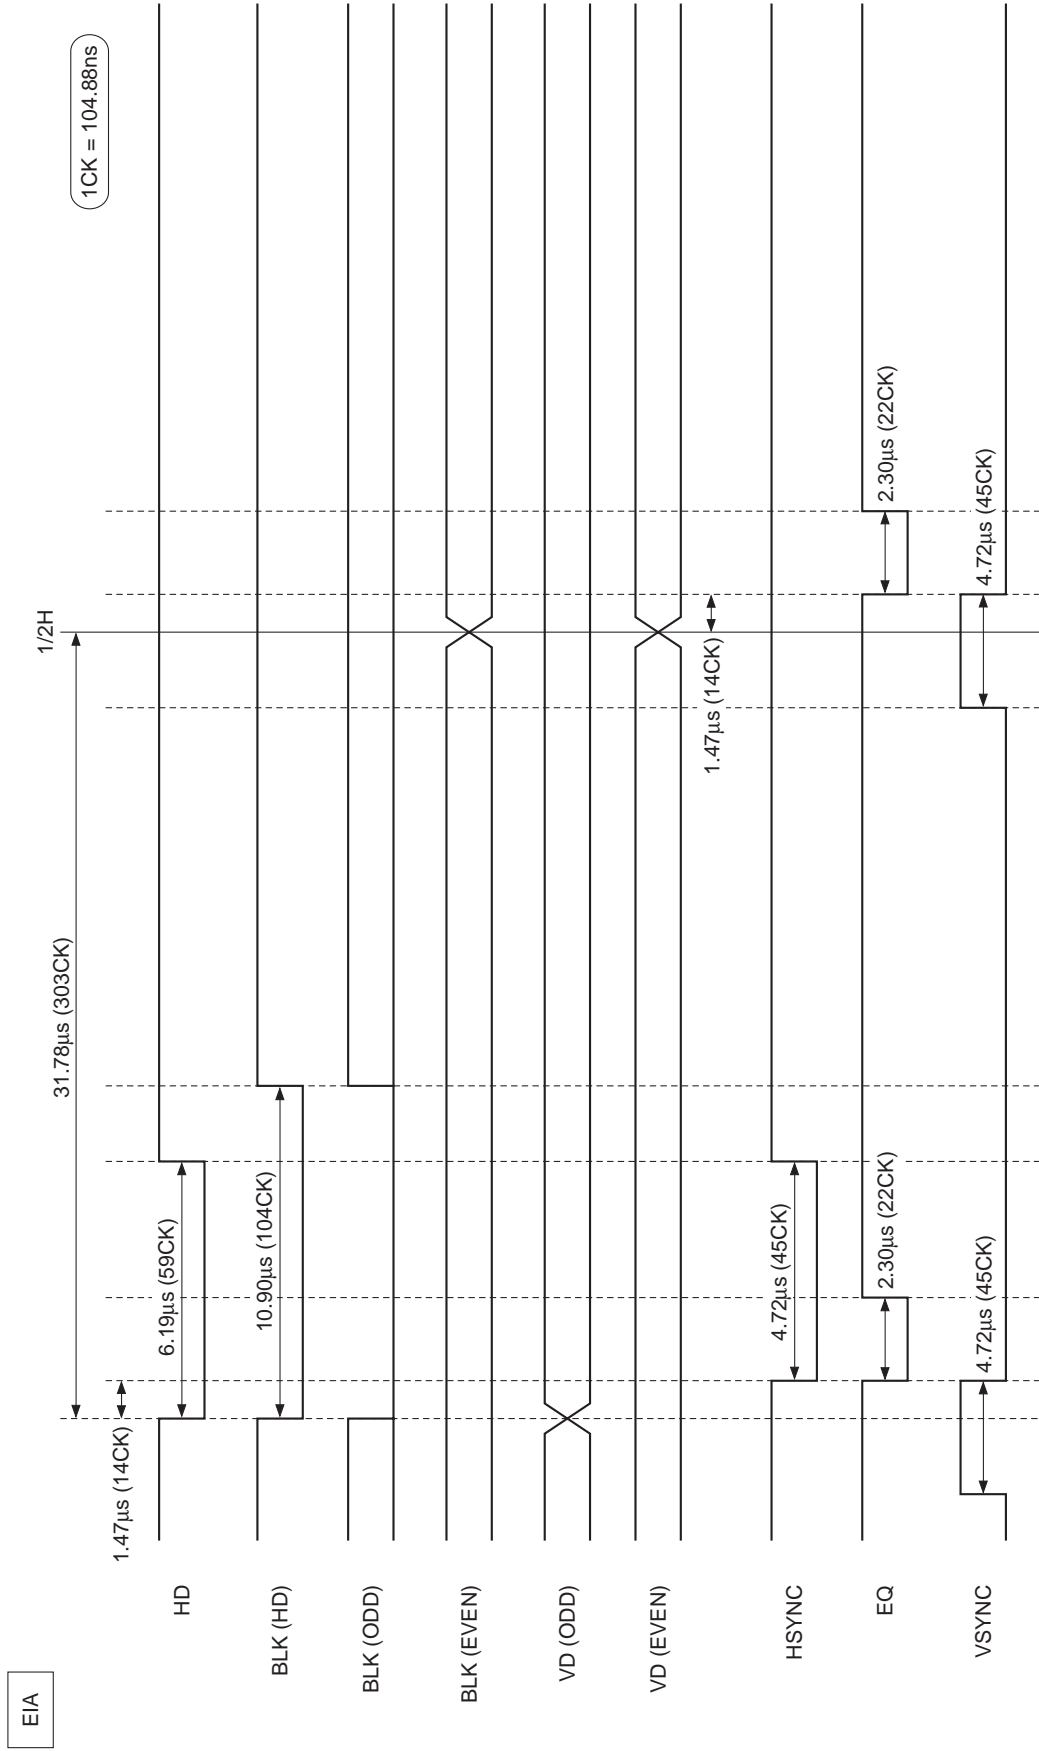 EIA
1CK = 104.88ns
1/2H
31.78μs (303CK)
1.47μs (14CK)
HD
6.19μs (59CK)
BLK (HD)
10.90μs (104CK)
BLK (ODD)
BLK (EVEN)
VD (ODD)
VD (EVEN)
1.47μs (14CK)
HSYNC
4.72μs (45CK)
EQ
2.30μs (22CK)
2.30μs (22CK)
VSYNC
4.72μs (45CK)
4.72μs (45CK)